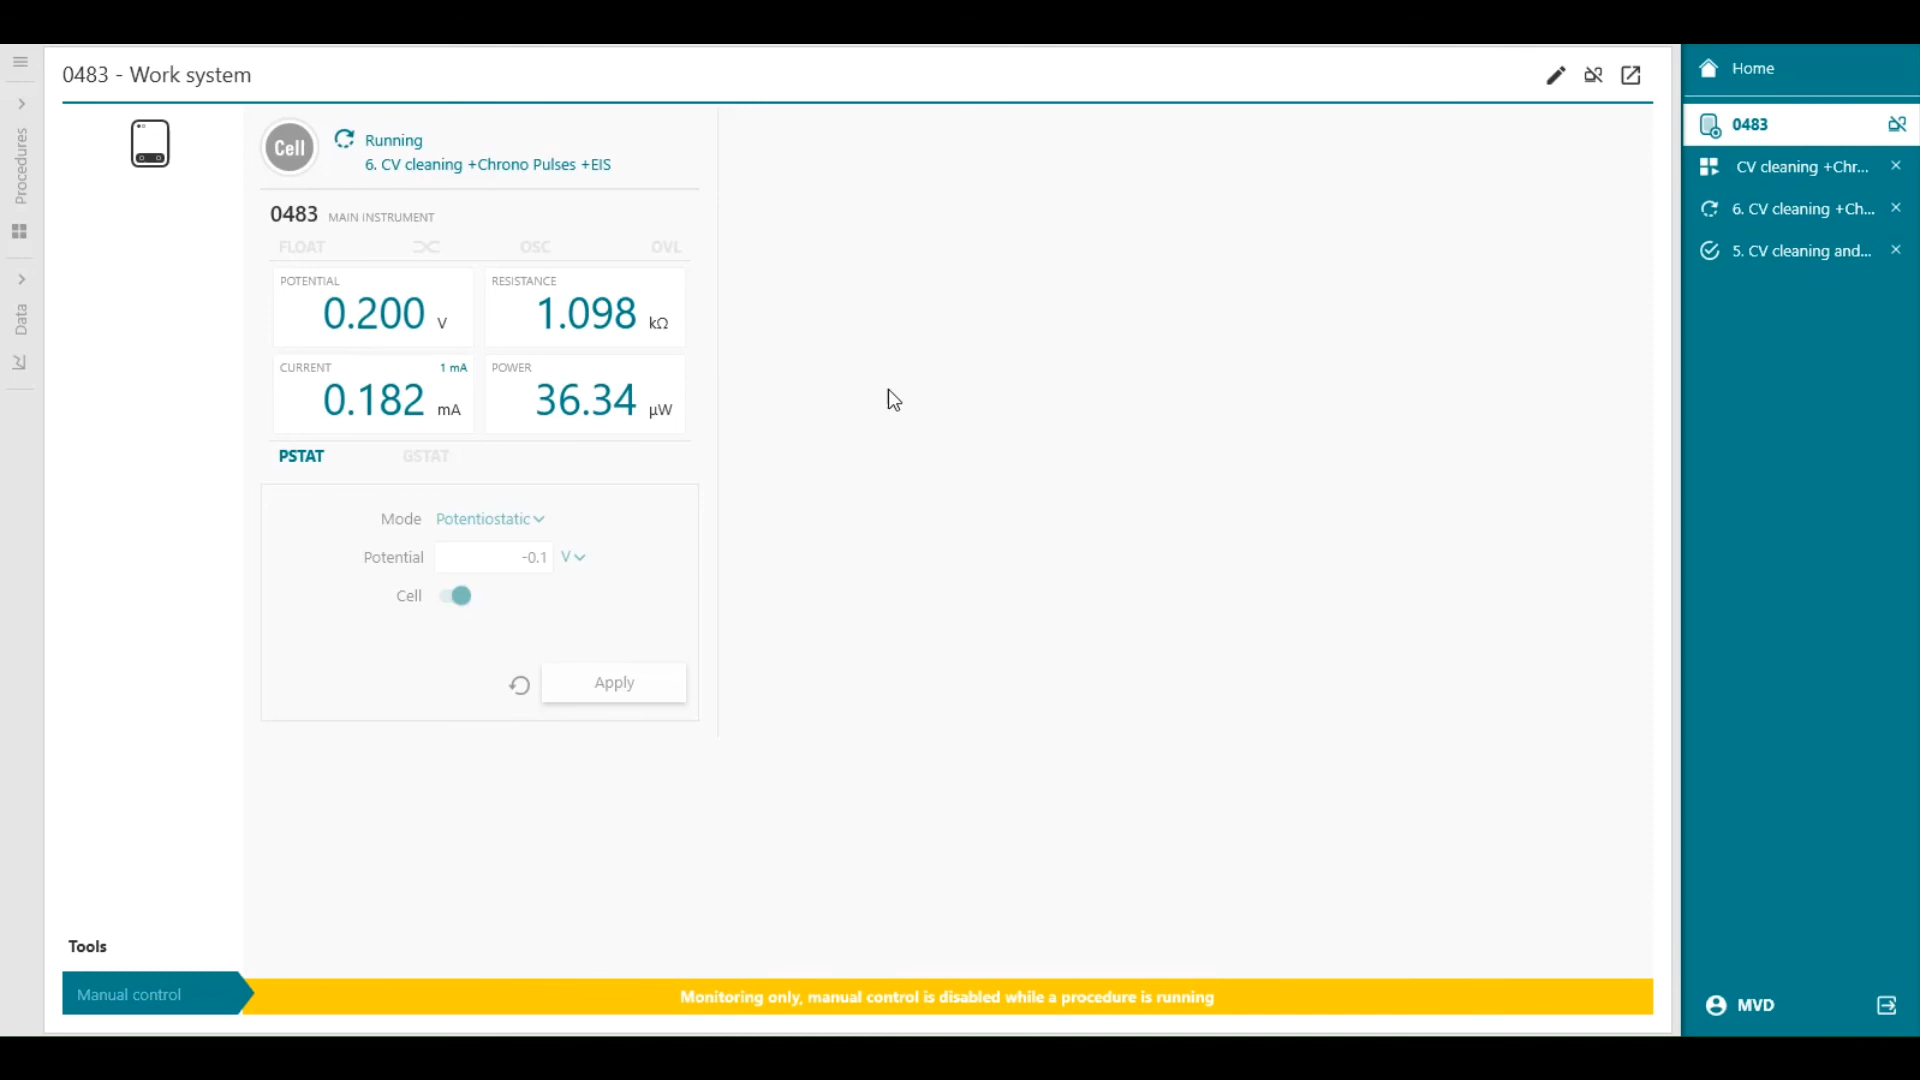 0483 - Work system
Procedures
Data
Cell
Running
6. CV cleaning +Chrono Pulses +EIS
0483 MAIN INSTRUMENT
FLOAT OSC OVL
POTENTIAL
0.200 V
RESISTANCE
1.098 kΩ
CURRENT 1 mA
0.182 mA
POWER
36.34 µW
PSTAT GSTAT
Mode Potentiostatic
Potential -0.1 V
Cell
Apply
Tools
Manual control
Monitoring only, manual control is disabled while a procedure is running
Home
0483
CV cleaning +Chr...
6. CV cleaning +Ch...
5. CV cleaning and...
MVD